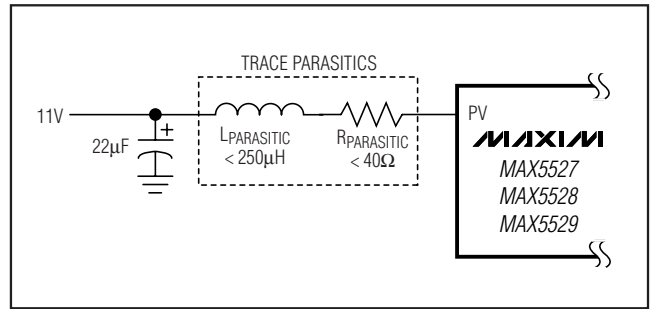 TRACE PARASITICS
11V
+
22μF
LPARASITIC
< 250μH
RPARASITIC
< 40Ω
PV
MAXIM
MAX5527
MAX5528
MAX5529